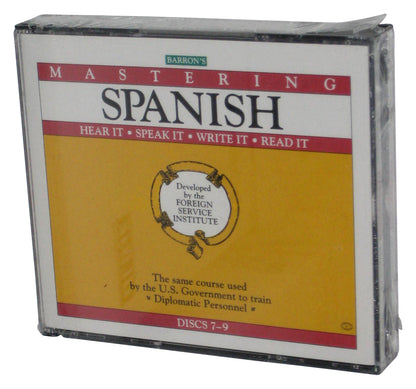 BARRON'S
MASTERING
SPANISH
HEAR IT • SPEAK IT • WRITE IT • READ IT
Developed
by the
FOREIGN
SERVICE
INSTITUTE
The same course used
by the U.S. Government to train
» Diplomatic Personnel «
DISCS 7–9